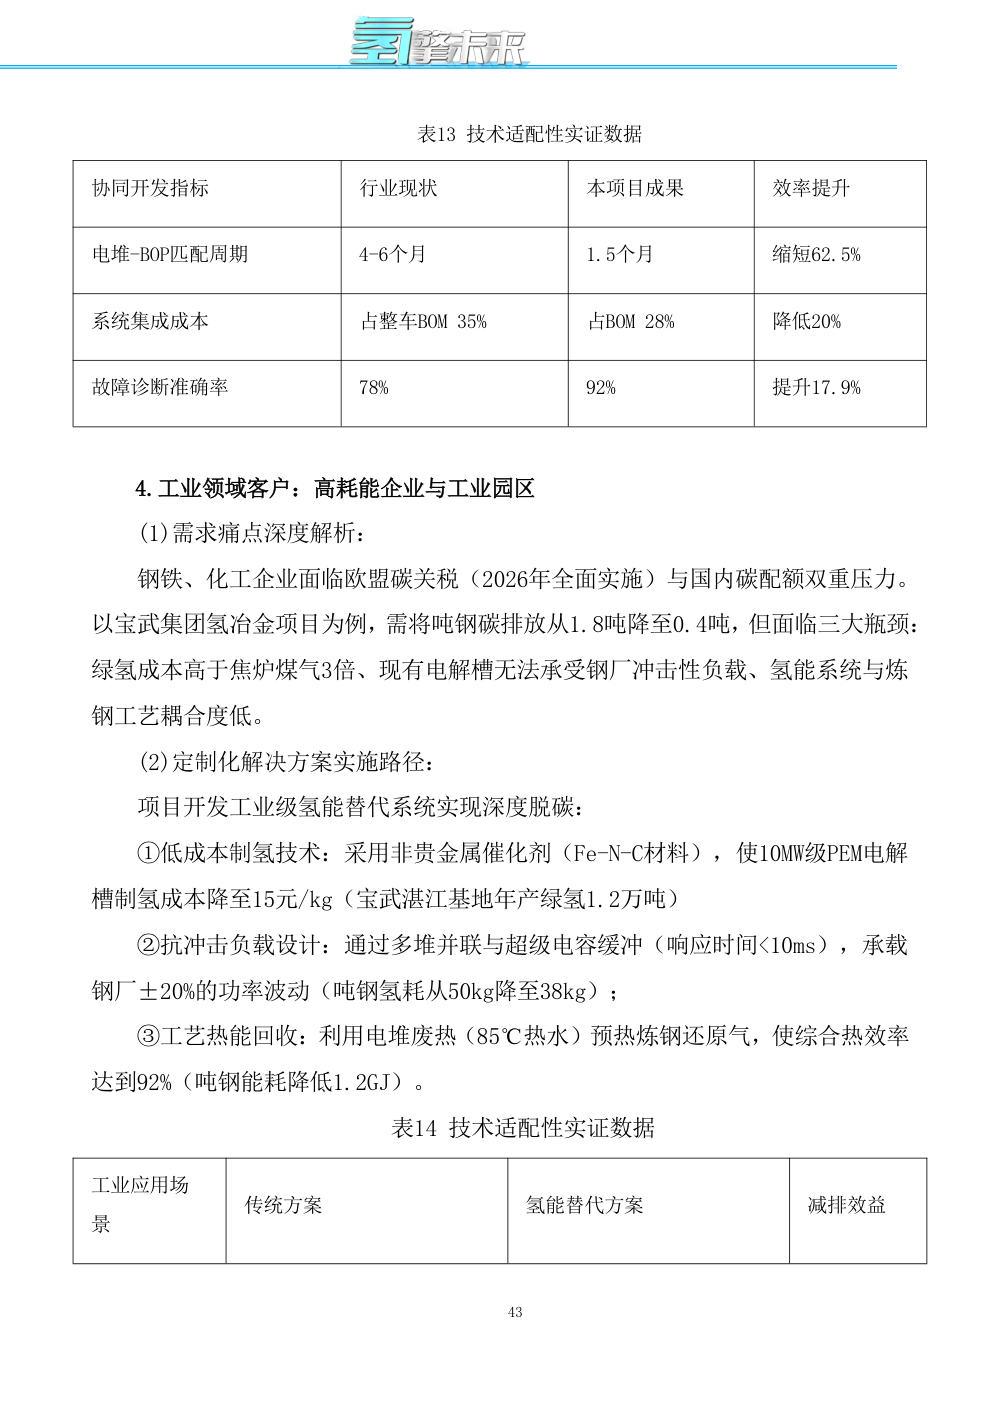 氢擎未来
表13 技术适配性实证数据
协同开发指标 行业现状 本项目成果 效率提升
电堆-BOP匹配周期 4-6个月 1.5个月 缩短62.5%
系统集成成本 占整车BOM 35% 占BOM 28% 降低20%
故障诊断准确率 78% 92% 提升17.9%
4.工业领域客户：高耗能企业与工业园区
(1)需求痛点深度解析：
钢铁、化工企业面临欧盟碳关税（2026年全面实施）与国内碳配额双重压力。
以宝武集团氢冶金项目为例，需将吨钢碳排放从1.8吨降至0.4吨，但面临三大瓶颈：
绿氢成本高于焦炉煤气3倍、现有电解槽无法承受钢厂冲击性负载、氢能系统与炼
钢工艺耦合度低。
(2)定制化解决方案实施路径：
项目开发工业级氢能替代系统实现深度脱碳：
①低成本制氢技术：采用非贵金属催化剂（Fe-N-C材料），使10MW级PEM电解
槽制氢成本降至15元/kg（宝武湛江基地年产绿氢1.2万吨）
②抗冲击负载设计：通过多堆并联与超级电容缓冲（响应时间<10ms），承载
钢厂±20%的功率波动（吨钢氢耗从50kg降至38kg）；
③工艺热能回收：利用电堆废热（85℃热水）预热炼钢还原气，使综合热效率
达到92%（吨钢能耗降低1.2GJ）。
表14 技术适配性实证数据
工业应用场 传统方案 氢能替代方案 减排效益
景
43